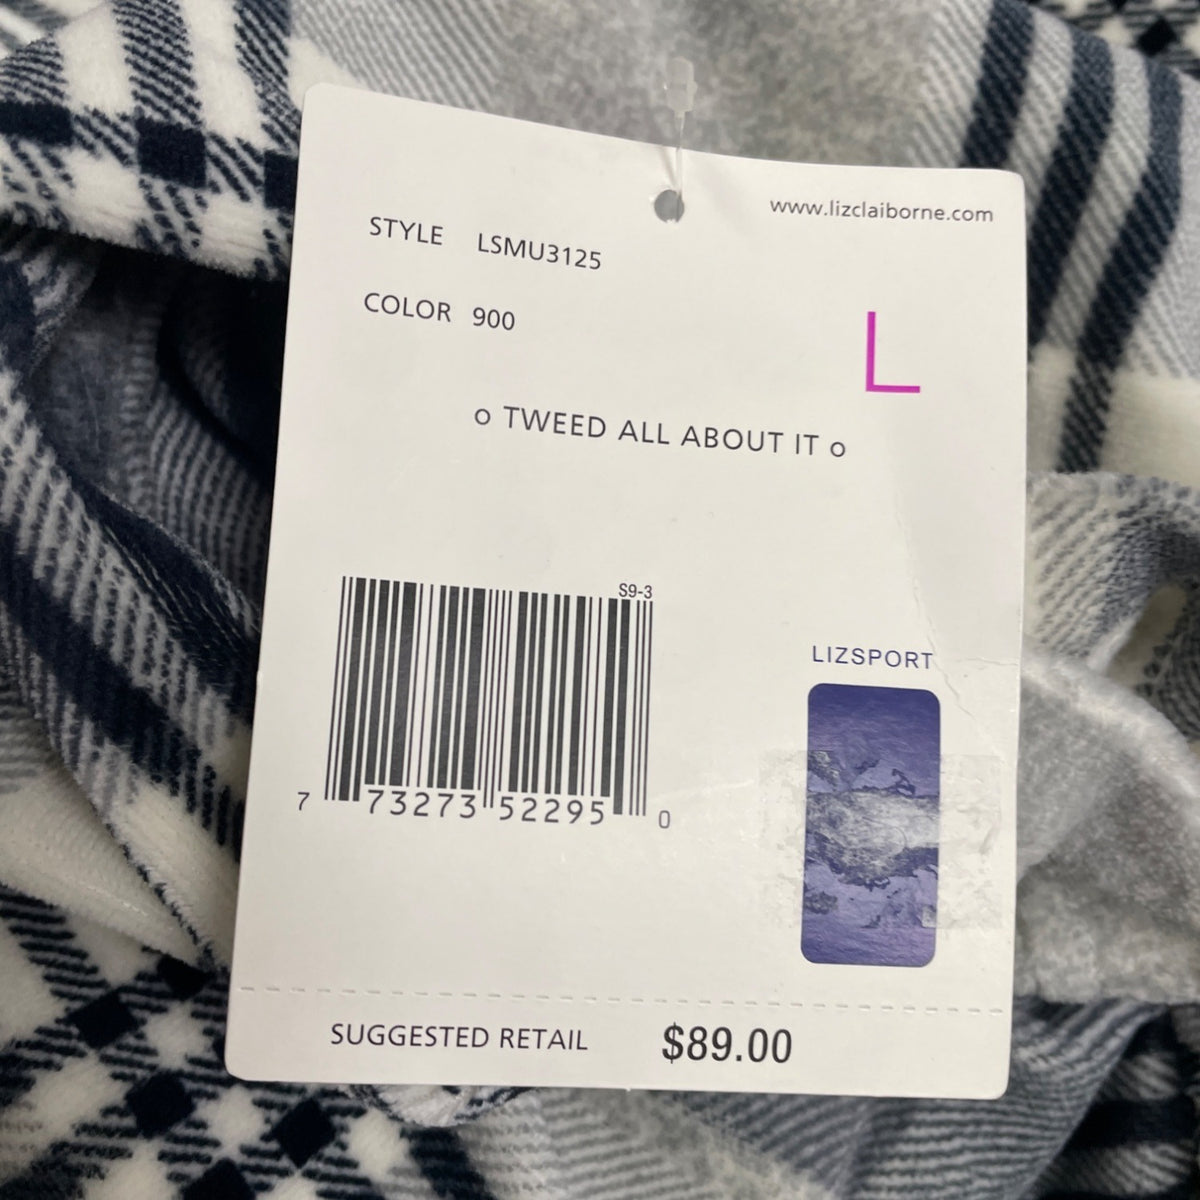 www.lizclaiborne.com
STYLE LSMU3125
COLOR 900
L
o TWEED ALL ABOUT IT o
S9-3
7 73273 52295 0
LIZSPORT
SUGGESTED RETAIL $89.00